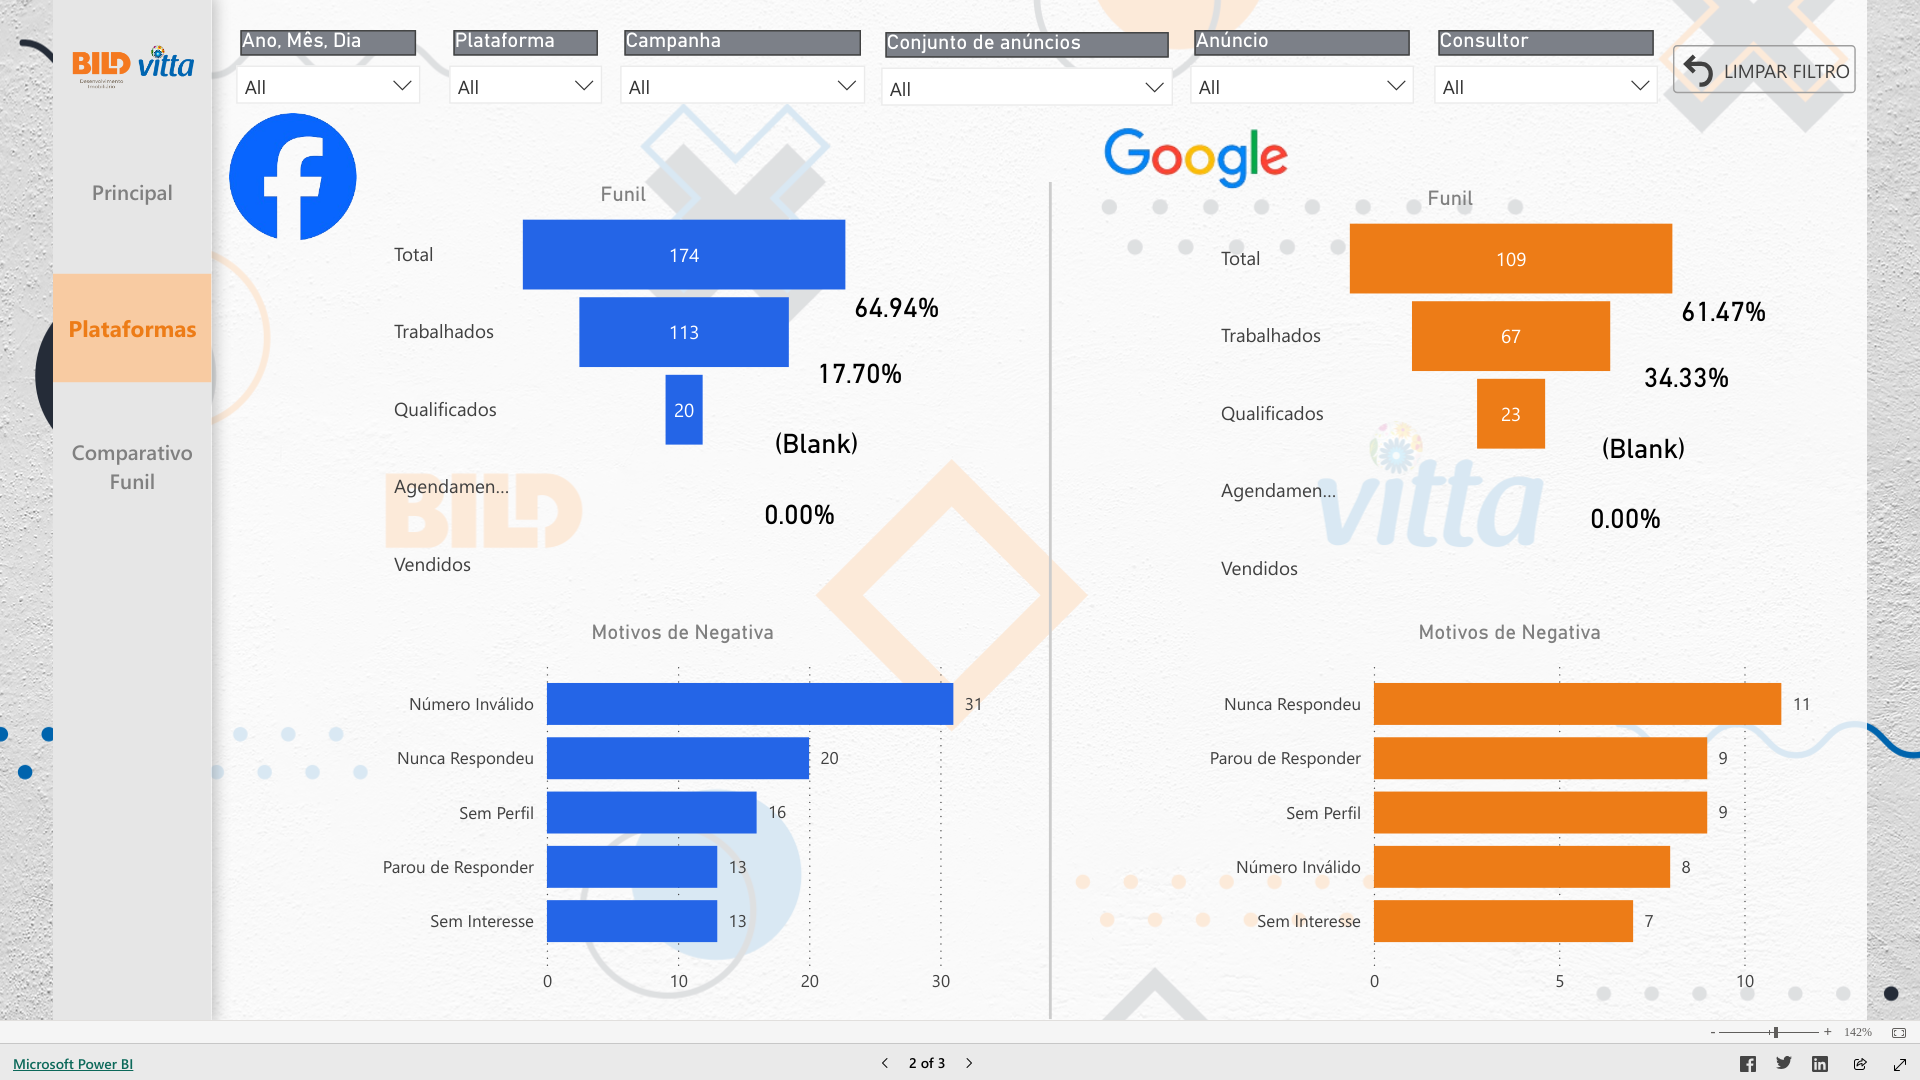 BILD vitta
Desenvolvimento
Imobiliário
Ano, Mês, Dia
Plataforma
Campanha
Conjunto de anúncios
Anúncio
Consultor
All
All
All
All
All
All
LIMPAR FILTRO
Principal
Plataformas
Comparativo
Funil
Google
Funil
Total
174
64.94%
Trabalhados
113
17.70%
Qualificados
20
(Blank)
Agendamen...
0.00%
Vendidos
BILD
Funil
Total
109
61.47%
Trabalhados
67
34.33%
Qualificados
23
(Blank)
Agendamen...
0.00%
Vendidos
vitta
Motivos de Negativa
Número Inválido 31
Nunca Respondeu 20
Sem Perfil 16
Parou de Responder 13
Sem Interesse 13
0 10 20 30
Motivos de Negativa
Nunca Respondeu 11
Parou de Responder 9
Sem Perfil 9
Número Inválido 8
Sem Interesse 7
0 5 10
- + 142%
Microsoft Power BI
2 of 3